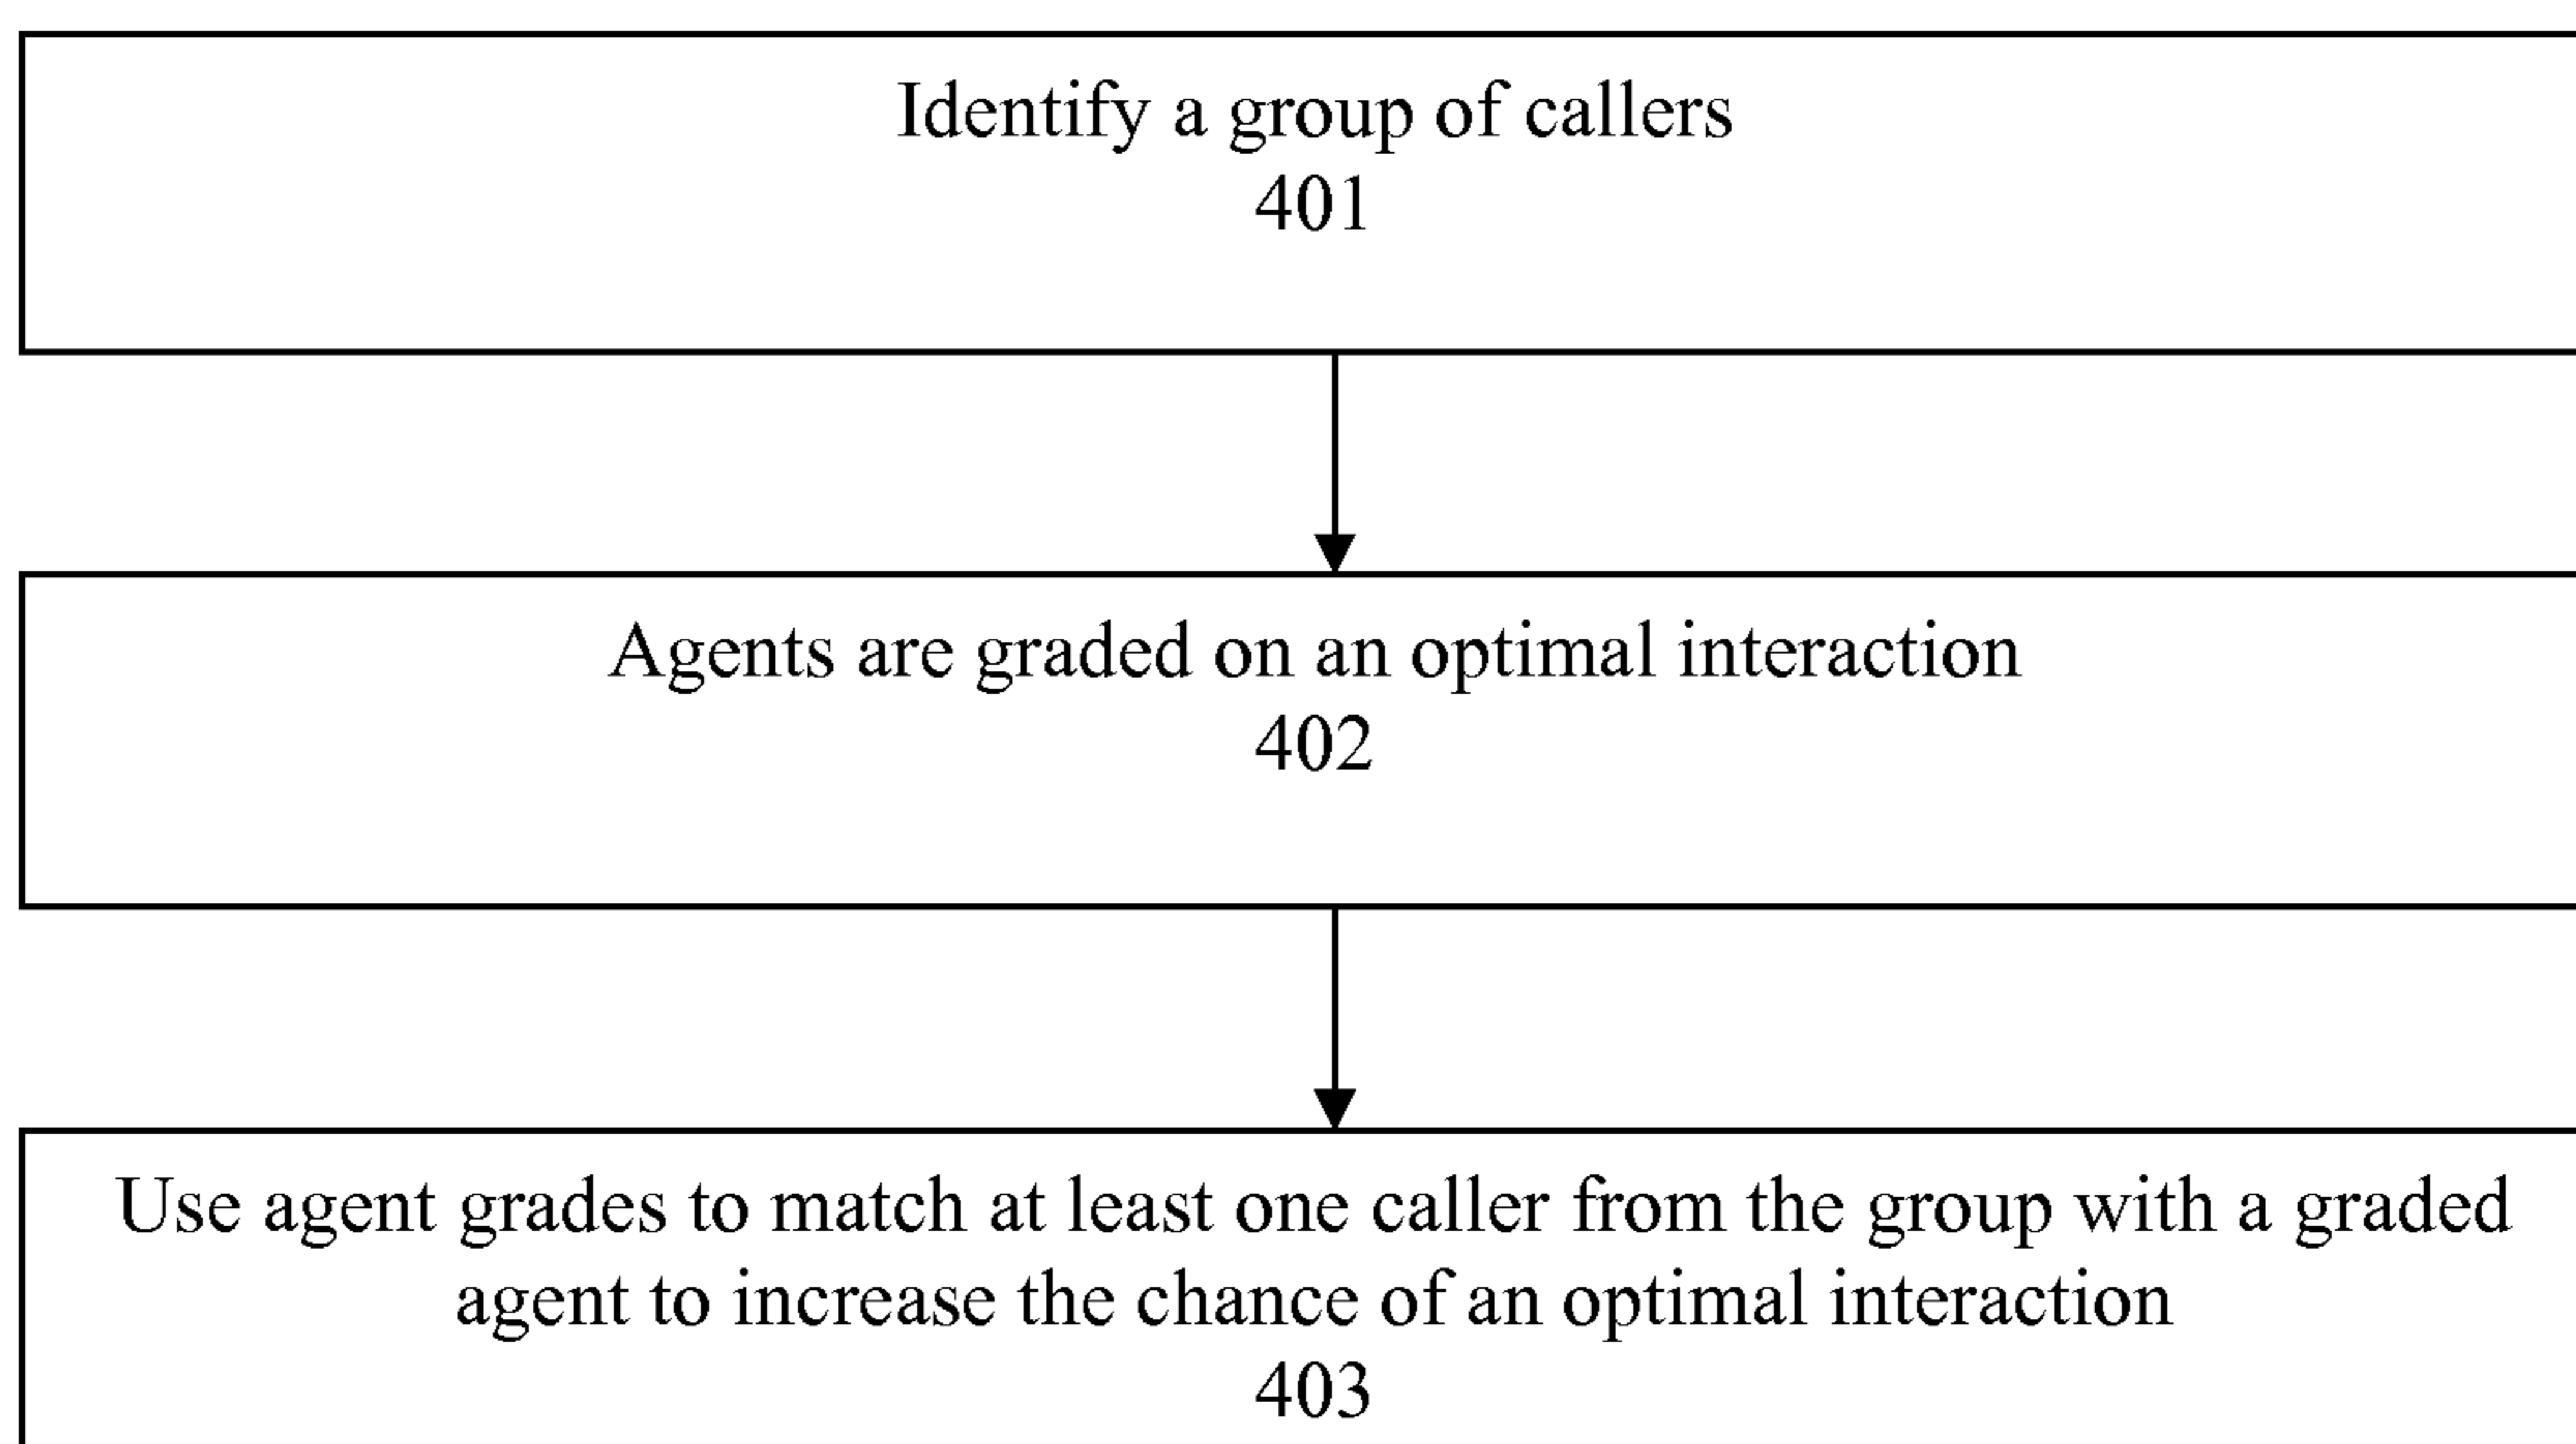 Identify a group of callers
401
Agents are graded on an optimal interaction
402
Use agent grades to match at least one caller from the group with a graded
agent to increase the chance of an optimal interaction
403